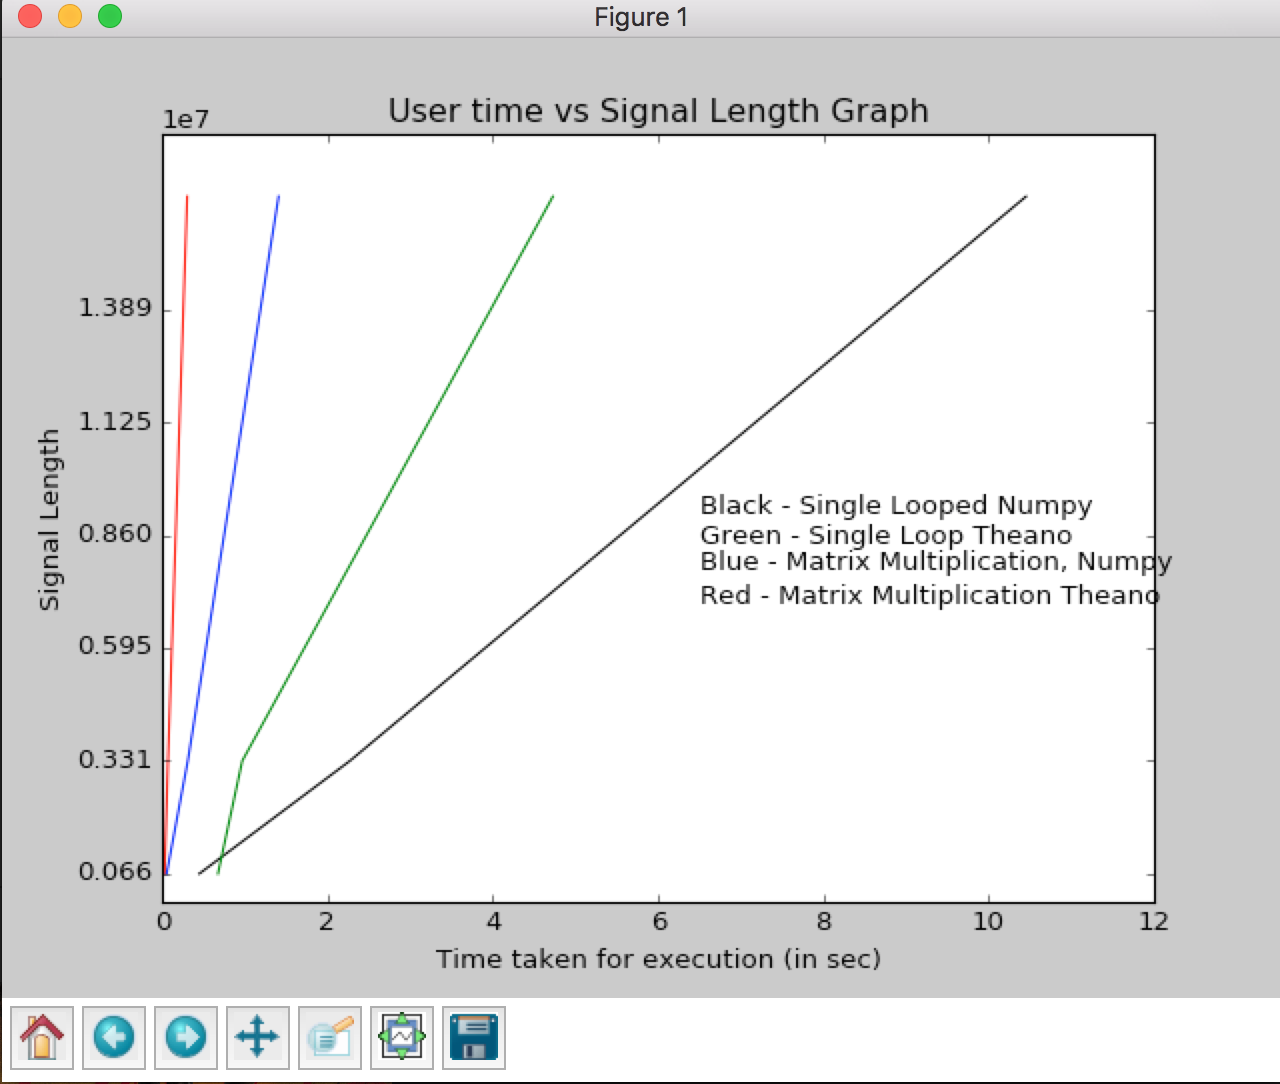 Figure 1
User time vs Signal Length Graph
1e7
1.389
1.125
0.860
0.595
0.331
0.066
Signal Length
Black - Single Looped Numpy
Green - Single Loop Theano
Blue - Matrix Multiplication, Numpy
Red - Matrix Multiplication Theano
0 2 4 6 8 10 12
Time taken for execution (in sec)